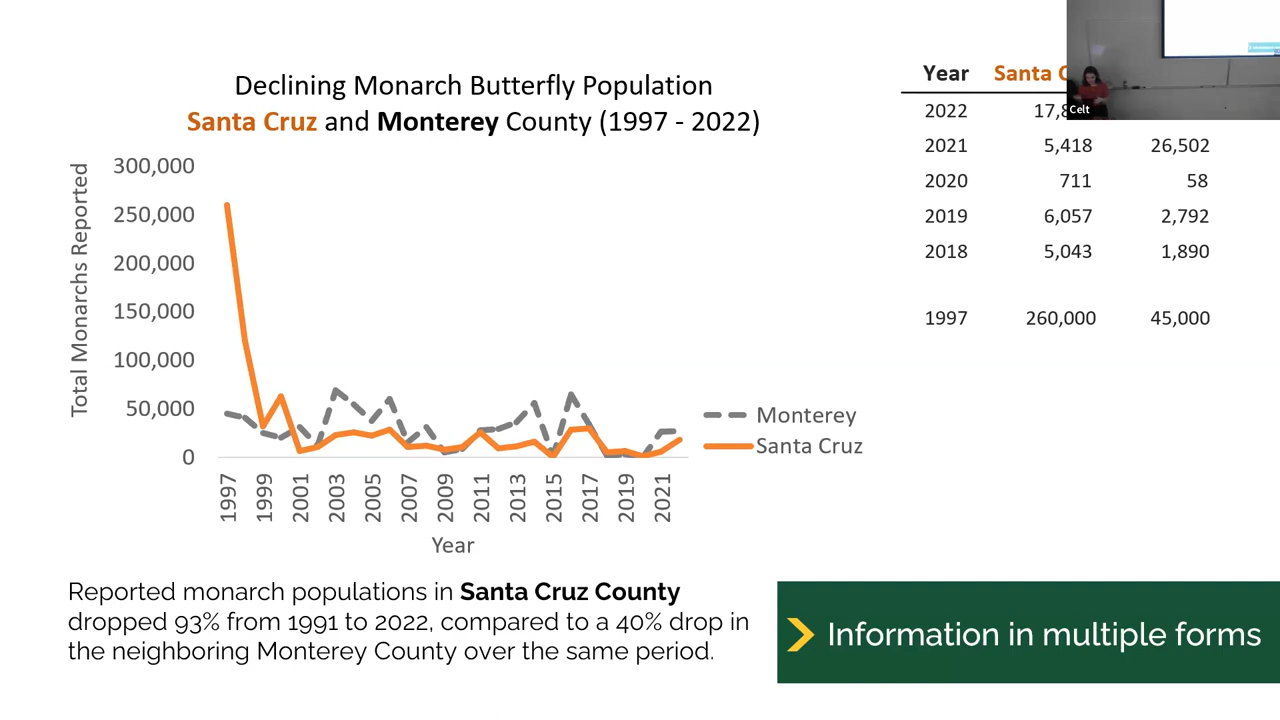 Declining Monarch Butterfly Population
Santa Cruz and Monterey County (1997 - 2022)
Total Monarchs Reported
300,000
250,000
200,000
150,000
100,000
50,000
0
1997 1999 2001 2003 2005 2007 2009 2011 2013 2015 2017 2019 2021
Year
Monterey
Santa Cruz
Year Santa
2022
2021 5,418 26,502
2020 711 58
2019 6,057 2,792
2018 5,043 1,890
1997 260,000 45,000
Celt
Reported monarch populations in Santa Cruz County
dropped 93% from 1991 to 2022, compared to a 40% drop in
the neighboring Monterey County over the same period.
Information in multiple forms